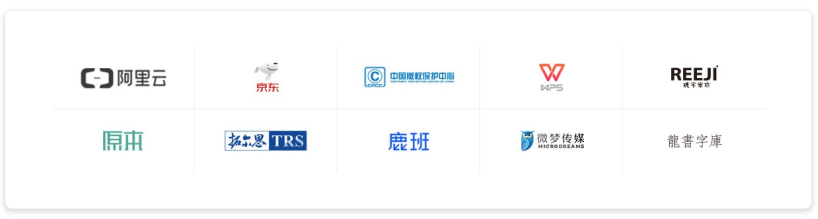 阿里云
京东
中国版权保护中心
CPCC
WPS
REEJI
原本
拓尔思 TRS
鹿班
微梦传媒
MICRODREAMS
龍書字庫